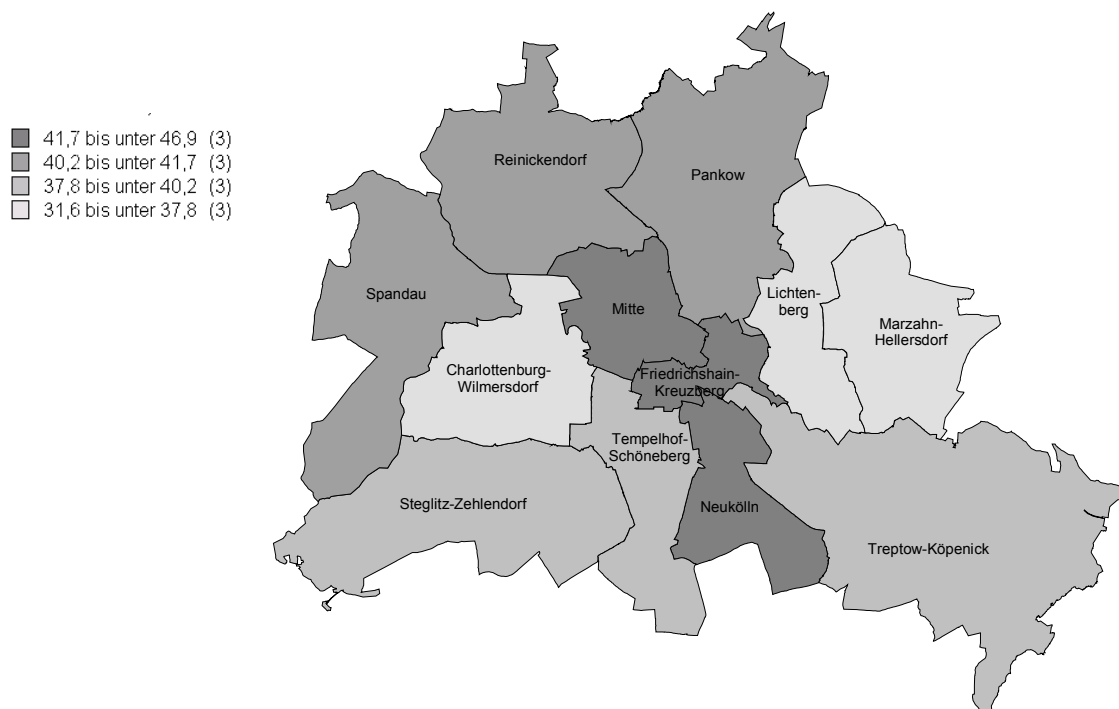 41,7 bis unter 46,9 (3)
40,2 bis unter 41,7 (3)
37,8 bis unter 40,2 (3)
31,6 bis unter 37,8 (3)
Reinickendorf
Pankow
Spandau
Mitte
Lichten-
berg
Marzahn-
Hellersdorf
Charlottenburg-
Wilmersdorf
Friedrichshain-
Kreuzberg
Tempelhof-
Schöneberg
Steglitz-Zehlendorf
Neukölln
Treptow-Köpenick